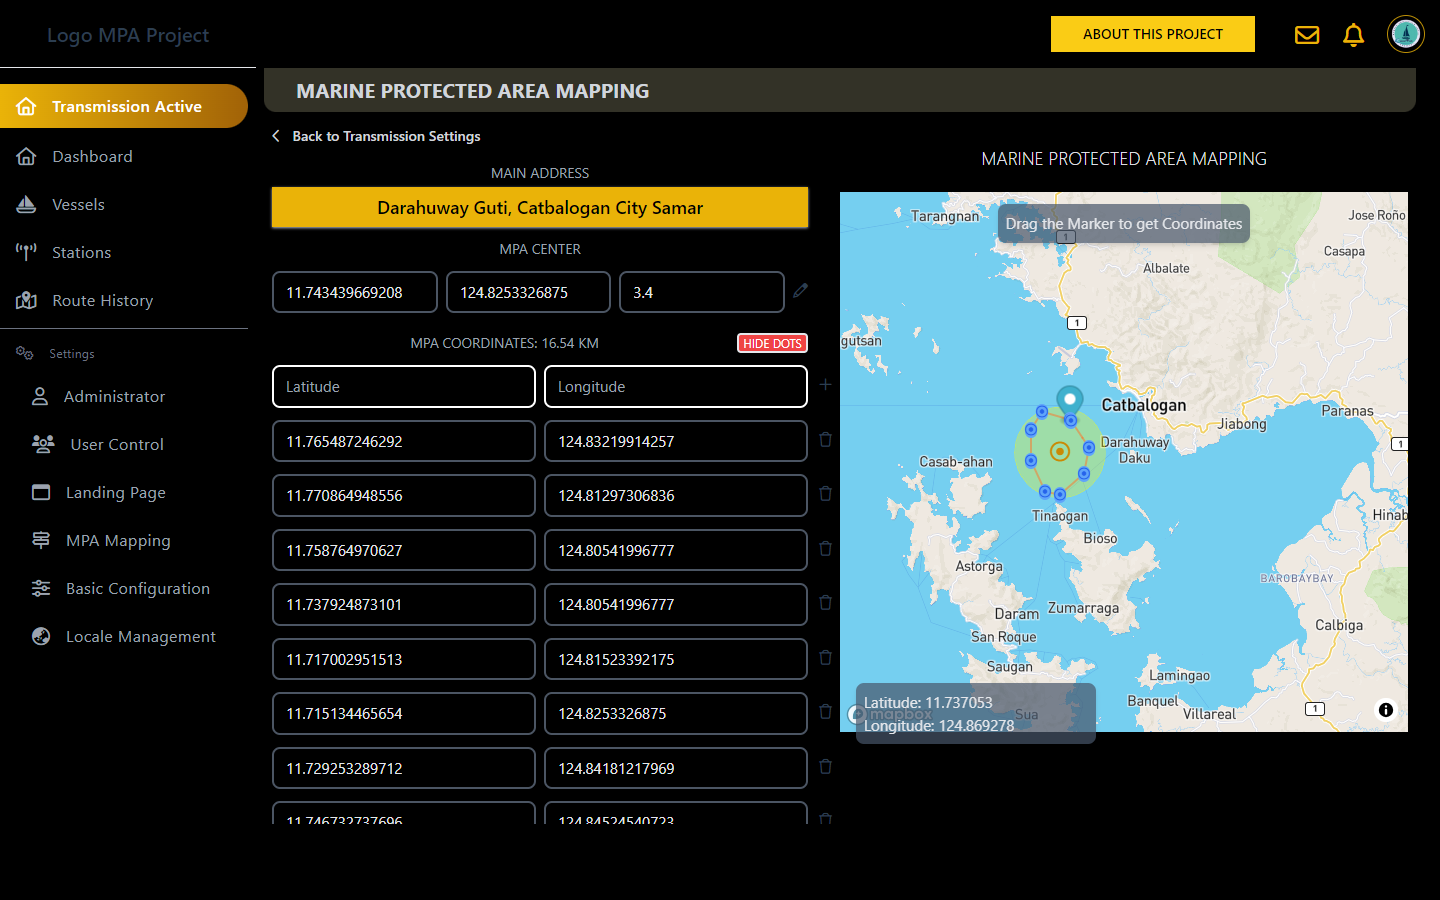 Logo MPA Project
ABOUT THIS PROJECT
Transmission Active
Dashboard
Vessels
Stations
Route History
Settings
Administrator
User Control
Landing Page
MPA Mapping
Basic Configuration
Locale Management
MARINE PROTECTED AREA MAPPING
Back to Transmission Settings
MAIN ADDRESS
Darahuway Guti, Catbalogan City Samar
MPA CENTER
11.743439669208 124.8253326875 3.4
MPA COORDINATES: 16.54 KM HIDE DOTS
Latitude Longitude
11.765487246292 124.83219914257
11.770864948556 124.81297306836
11.758764970627 124.80541996777
11.737924873101 124.80541996777
11.717002951513 124.81523392175
11.715134465654 124.8253326875
11.729253289712 124.84181217969
11.746732737696 124.84524540723
MARINE PROTECTED AREA MAPPING
Tarangnan
Jose Roño
Drag the Marker to get Coordinates
1
Casapa
Albalate
1
gutsan
Catbalogan
Paranas
Jiabong
Darahuway
Daku
1
Casab-ahan
Tinaogan
Hinab
Bioso
Astorga
BAROBAYBAY
Daram
Zumarraga
Calbiga
San Roque
Saugan
Lamingao
Banquel
Villareal
1
Sua
mapbox
Latitude: 11.737053
Longitude: 124.869278